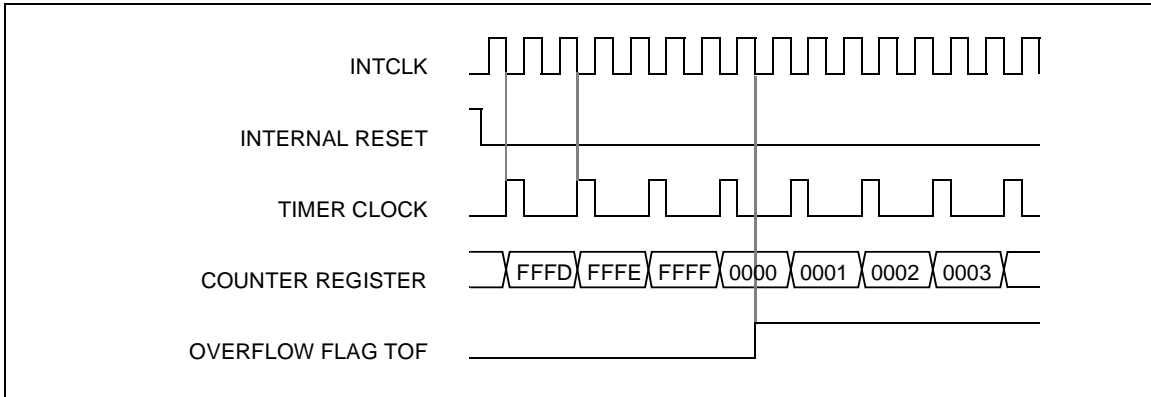 INTCLK
INTERNAL RESET
TIMER CLOCK
COUNTER REGISTER FFFD FFFE FFFF 0000 0001 0002 0003
OVERFLOW FLAG TOF